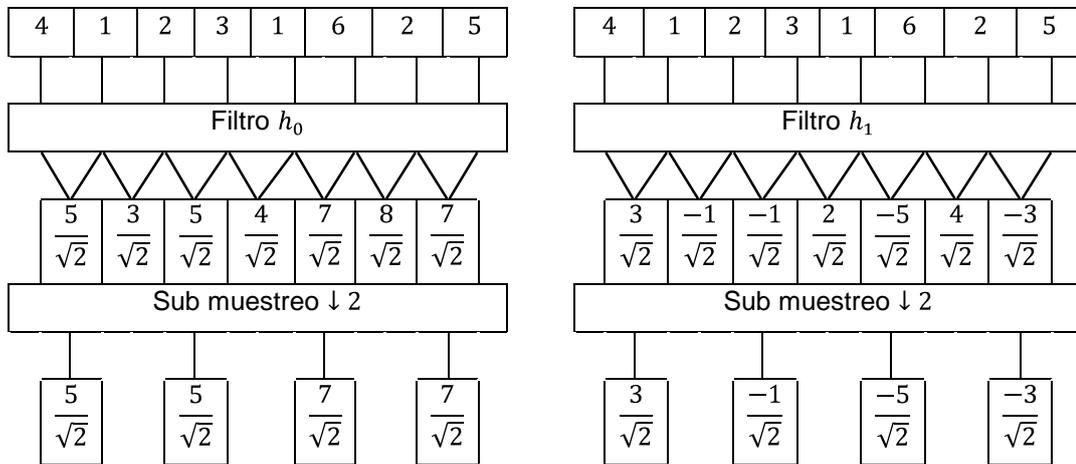 4 1 2 3 1 6 2 5
Filtro h₀
5/√2 3/√2 5/√2 4/√2 7/√2 8/√2 7/√2
Sub muestreo ↓ 2
5/√2 5/√2 7/√2 7/√2
4 1 2 3 1 6 2 5
Filtro h₁
3/√2 −1/√2 −1/√2 2/√2 −5/√2 4/√2 −3/√2
Sub muestreo ↓ 2
3/√2 −1/√2 −5/√2 −3/√2